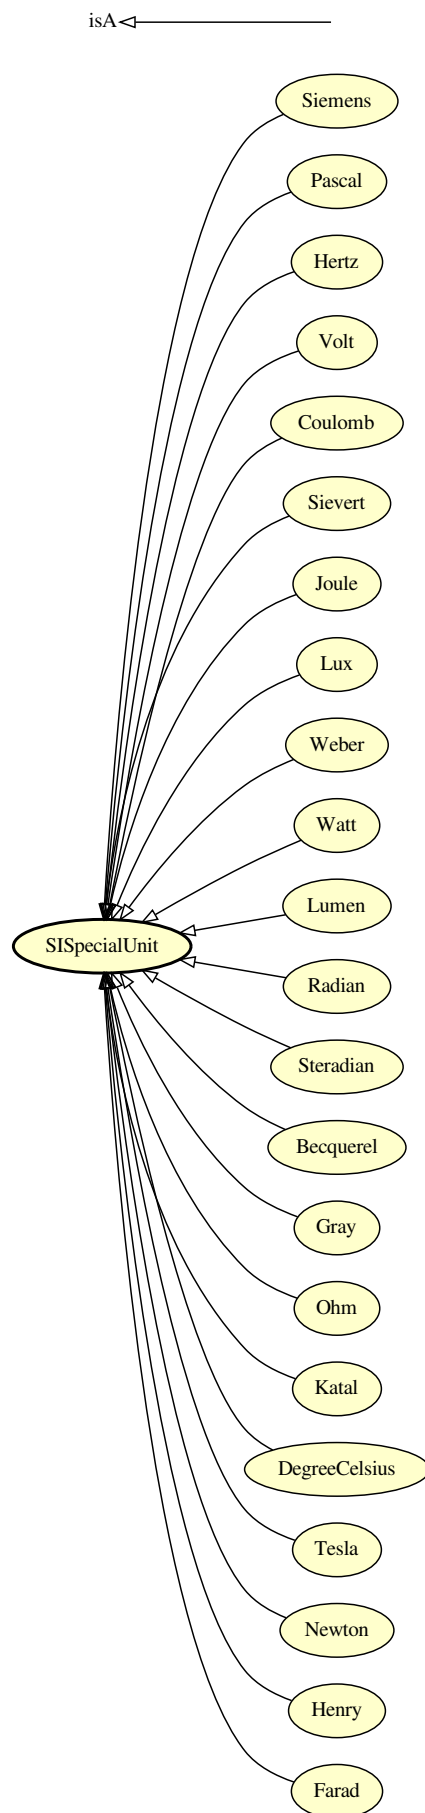 isA
Siemens
Pascal
Hertz
Volt
Coulomb
Sievert
Joule
Lux
Weber
Watt
Lumen
SISpecialUnit
Radian
Steradian
Becquerel
Gray
Ohm
Katal
DegreeCelsius
Tesla
Newton
Henry
Farad